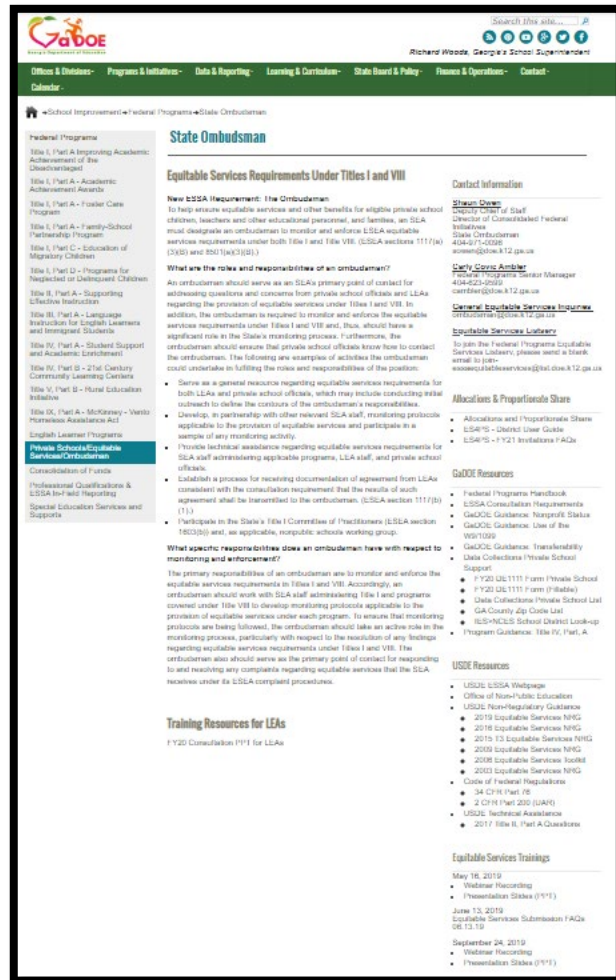 GaDOE
Georgia Department of Education
Search this site...
Richard Woods, Georgia's School Superintendent
Offices & Divisions Programs & Initiatives Data & Reporting Learning & Curriculum State Board & Policy Finance & Operations Contact
Calendar
School Improvement Federal Programs State Ombudsman
Federal Programs
Title I, Part A Improving Academic
Achievement of the
Disadvantaged
Title I, Part A - Academic
Achievement Awards
Title I, Part A - Foster Care
Program
Title I, Part A - Family-School
Partnership Program
Title I, Part C - Education of
Migratory Children
Title I, Part D - Programs for
Neglected or Delinquent Children
Title II, Part A - Supporting
Effective Instruction
Title III, Part A - Language
Instruction for English Learners
and Immigrant Students
Title IV, Part A - Student Support
and Academic Enrichment
Title IV, Part B - 21st Century
Community Learning Centers
Title V, Part B - Rural Education
Initiative
Title IX, Part A - McKinney - Vento
Homeless Assistance Act
English Learner Programs
Private Schools/Equitable
Services/Ombudsman
Consolidation of Funds
Professional Qualifications &
ESSA In-Field Reporting
Special Education Services and
Supports
State Ombudsman
Equitable Services Requirements Under Titles I and VIII
New ESSA Requirement: The Ombudsman
To help ensure equitable services and other benefits for eligible private school
children, teachers and other educational personnel, and families, an SEA
must designate an ombudsman to monitor and enforce ESEA equitable
services requirements under both Title I and Title VIII. (ESEA sections 1117(a)
(3)(B) and 8501(a)(3)(B).)
What are the roles and responsibilities of an ombudsman?
An ombudsman should serve as an SEA's primary point of contact for
addressing questions and concerns from private school officials and LEAs
regarding the provision of equitable services under Titles I and VIII. In
addition, the ombudsman is required to monitor and enforce the equitable
services requirements under Titles I and VIII and, thus, should have a
significant role in the State's monitoring process. Furthermore, the
ombudsman should ensure that private school officials know how to contact
the ombudsman. The following are examples of activities the ombudsman
could undertake in fulfilling the roles and responsibilities of the position:
Serve as a general resource regarding equitable services requirements for
both LEAs and private school officials, which may include conducting initial
outreach to define the contours of the ombudsman's responsibilities.
Develop, in partnership with other relevant SEA staff, monitoring protocols
applicable to the provision of equitable services and participate in a
sample of any monitoring activity.
Provide technical assistance regarding equitable services requirements for
SEA staff administering applicable programs, LEA staff, and private school
officials.
Establish a process for receiving documentation of agreement from LEAs
consistent with the consultation requirement that the results of such
agreement shall be transmitted to the ombudsman. (ESEA section 1117(b)
(1).)
Participate in the State's Title I Committee of Practitioners (ESEA section
1603(b)) and, as applicable, nonpublic schools working group.
What specific responsibilities does an ombudsman have with respect to
monitoring and enforcement?
The primary responsibilities of an ombudsman are to monitor and enforce the
equitable requirements in Titles I and VIII. Accordingly, an
ombudsman should work with SEA staff administering Title I and programs
covered under Title VIII to develop monitoring protocols applicable to the
provision of equitable services under each program. To ensure that monitoring
protocols are being followed, the ombudsman should take an active role in the
monitoring process, particularly with respect to the resolution of any findings
regarding equitable services requirements under Titles I and VIII. The
ombudsman also should serve as the primary point of contact for responding
to and resolving any complaints regarding equitable services that the SEA
receives under its ESEA complaint procedures.
Training Resources for LEAs
FY20 Consultation PPT for LEAs
Contact Information
Shaun Owen
Deputy Chief of Staff
Director of Consolidated Federal
Initiatives
State Ombudsman
404-971-0096
sowen@doe.k12.ga.us
Carly Covic Ambler
Federal Programs Senior Manager
404-623-9599
cambler@doe.k12.ga.us
General Equitable Services Inquiries
ombudsman@doe.k12.ga.us
Equitable Services Listserv
To join the Federal Programs Equitable
Services Listserv, please send a blank
email to join-
essaequitableservices@list.doe.k12.ga.us
Allocations & Proportionate Share
Allocations and Proportionate Share
ES4PS - District User Guide
ES4PS - FY21 Invitations FAQs
GaDOE Resources
Federal Programs Handbook
ESSA Consultation Requirements
GaDOE Guidance: Nonprofit Status
GaDOE Guidance: Use of the
W9/1099
GaDOE Guidance: Transferability
Data Collections Private School
Support
FY20 DE1111 Form Private School
FY20 DE1111 Form (Fillable)
Data Collections Private School List
GA County Zip Code List
IES>NCES School District Look-up
Program Guidance: Title IV, Part, A
USDE Resources
USDE ESSA Webpage
Office of Non-Public Education
USDE Non-Regulatory Guidance
2019 Equitable Services NRG
2016 Equitable Services NRG
2015 T3 Equitable Services NRG
2009 Equitable Services NRG
2006 Equitable Services Toolkit
2003 Equitable Services NRG
Code of Federal Regulations
34 CFR Part 76
2 CFR Part 200 (UAR)
USDE Technical Assistance
2017 Title II, Part A Questions
Equitable Services Trainings
May 16, 2019
Webinar Recording
Presentation Slides (PPT)
June 13, 2019
Equitable Services Submission FAQs
06.13.19
September 24, 2019
Webinar Recording
Presentation Slides (PPT)